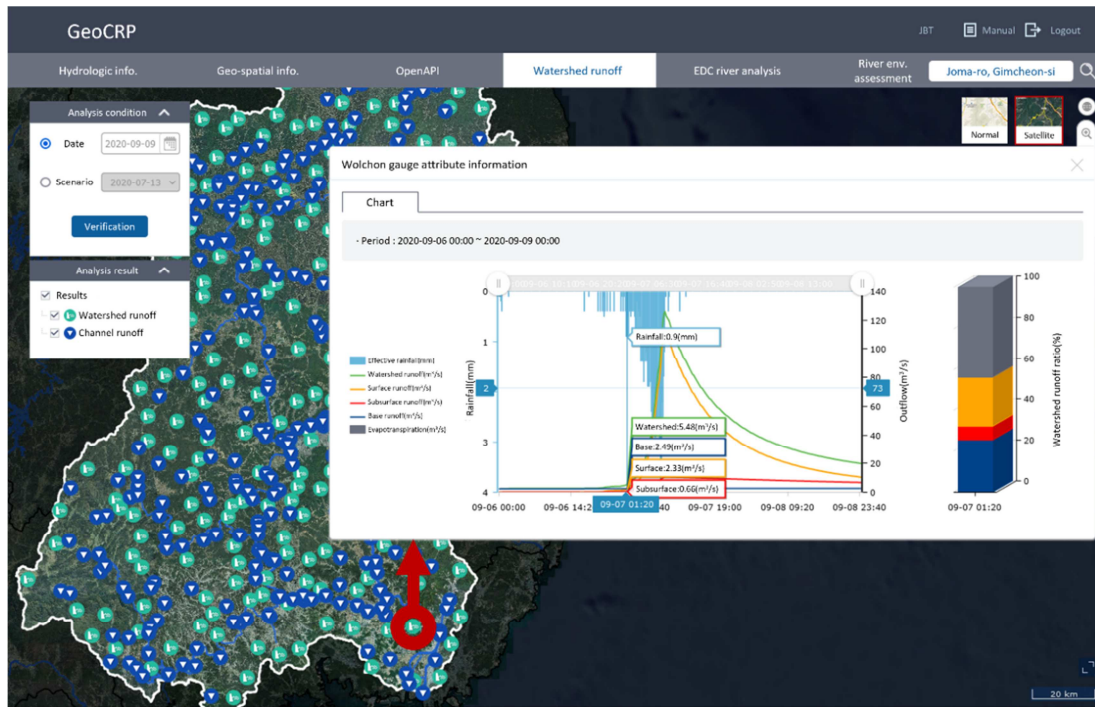 GeoCRP
JBT Manual Logout
Hydrologic info. Geo-spatial info. OpenAPI Watershed runoff EDC river analysis River env. assessment Joma-ro, Gimcheon-si
Analysis condition
Date 2020-09-09
Scenario 2020-07-13
Verification
Analysis result
Results
Watershed runoff
Channel runoff
Normal Satellite
Wolchon gauge attribute information
Chart
- Period : 2020-09-06 00:00 ~ 2020-09-09 00:00
Effective rainfall(mm)
Watershed runoff(m³/s)
Surface runoff(m³/s)
Subsurface runoff(m³/s)
Base runoff(m³/s)
Evapotranspiration(m³/s)
Rainfall(mm)
0
1
2
3
4
Rainfall:0.9(mm)
Watershed:5.48(m³/s)
Base:2.49(m³/s)
Surface:2.33(m³/s)
Subsurface:0.66(m³/s)
140
120
100
80
73
60
40
20
0
Outflow(m³/s)
09-06 00:00 09-07 01:20 09-07 19:00 09-08 09:20 09-08 23:40
100
80
60
40
20
0
Watershed runoff ratio(%)
09-07 01:20
20 km